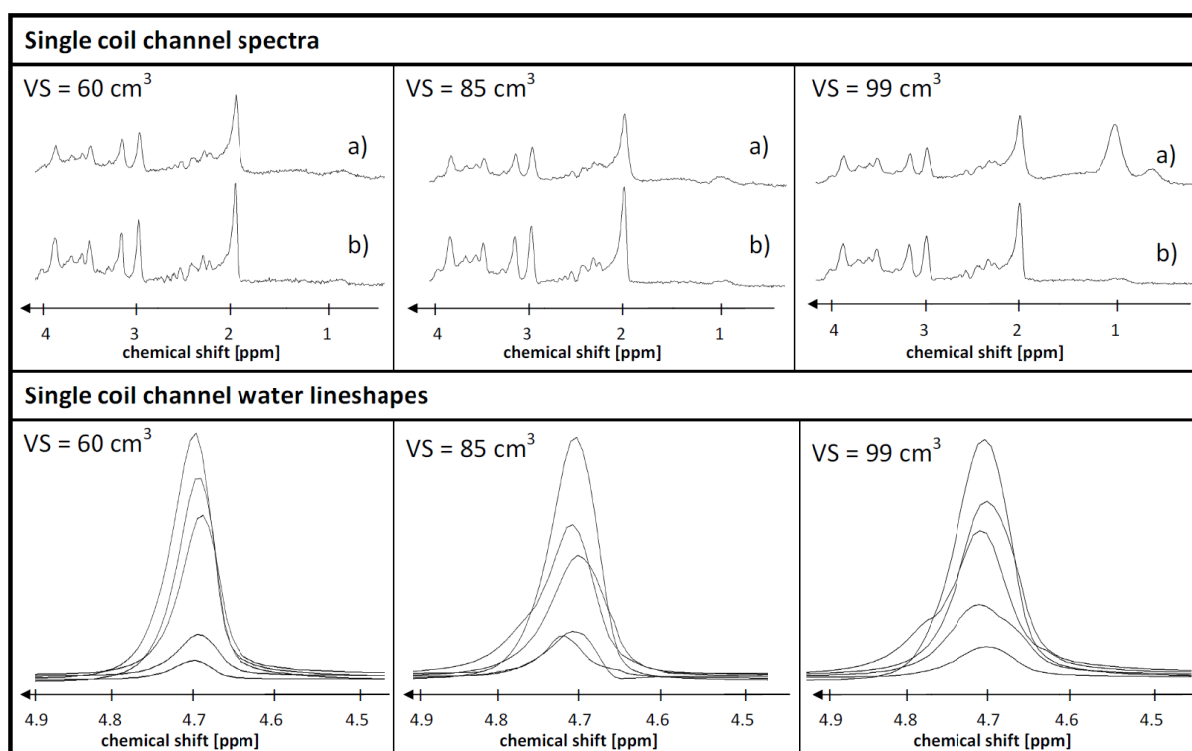 Single coil channel spectra
VS = 60 cm³
VS = 85 cm³
VS = 99 cm³
a)
a)
a)
b)
b)
b)
4 3 2 1
4 3 2 1
4 3 2 1
chemical shift [ppm]
chemical shift [ppm]
chemical shift [ppm]
Single coil channel water lineshapes
VS = 60 cm³
VS = 85 cm³
VS = 99 cm³
4.9 4.8 4.7 4.6 4.5
4.9 4.8 4.7 4.6 4.5
4.9 4.8 4.7 4.6 4.5
chemical shift [ppm]
chemical shift [ppm]
chemical shift [ppm]